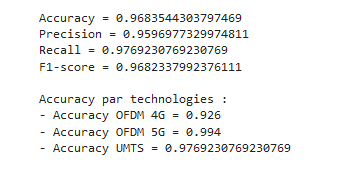 Accuracy = 0.9683544303797469
Precision = 0.9596977329974811
Recall = 0.9769230769230769
F1-score = 0.9682337992376111
Accuracy par technologies :
- Accuracy OFDM 4G = 0.926
- Accuracy OFDM 5G = 0.994
- Accuracy UMTS = 0.9769230769230769